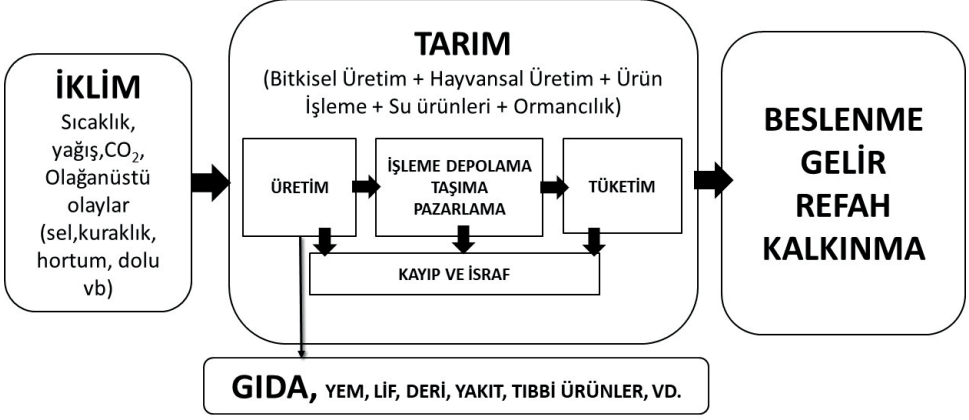 İKLİM
Sıcaklık,
yağış,CO₂,
Olağanüstü
olaylar
(sel,kuraklık,
hortum, dolu
vb)
TARIM
(Bitkisel Üretim + Hayvansal Üretim + Ürün
İşleme + Su ürünleri + Ormancılık)
ÜRETİM
İŞLEME DEPOLAMA
TAŞIMA
PAZARLAMA
TÜKETİM
KAYIP VE İSRAF
GIDA, YEM, LİF, DERİ, YAKIT, TIBBİ ÜRÜNLER, VD.
BESLENME
GELİR
REFAH
KALKINMA